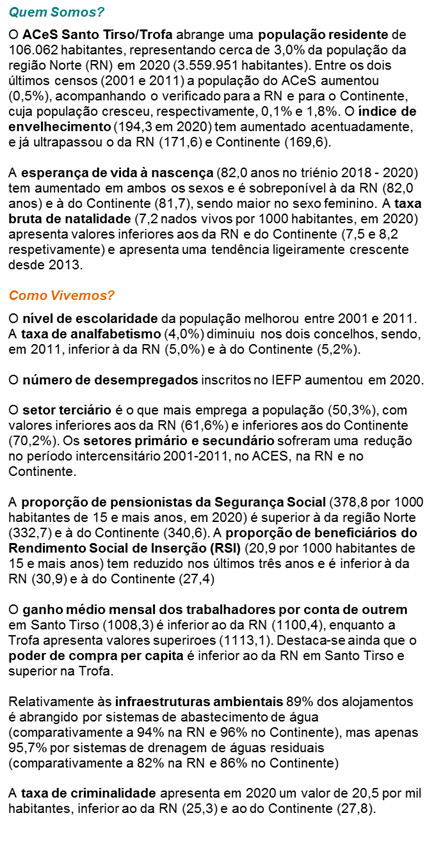 Quem Somos?
O ACeS Santo Tirso/Trofa abrange uma população residente de
106.062 habitantes, representando cerca de 3,0% da população da
região Norte (RN) em 2020 (3.559.951 habitantes). Entre os dois
últimos censos (2001 e 2011) a população do ACeS aumentou
(0,5%), acompanhando o verificado para a RN e para o Continente,
cuja população cresceu, respectivamente, 0,1% e 1,8%. O índice de
envelhecimento (194,3 em 2020) tem aumentado acentuadamente,
e já ultrapassou o da RN (171,6) e Continente (169,6).
A esperança de vida à nascença (82,0 anos no triénio 2018 - 2020)
tem aumentado em ambos os sexos e é sobreponível à da RN (82,0
anos) e à do Continente (81,7), sendo maior no sexo feminino. A taxa
bruta de natalidade (7,2 nados vivos por 1000 habitantes, em 2020)
apresenta valores inferiores aos da RN e do Continente (7,5 e 8,2
respetivamente) e apresenta uma tendência ligeiramente crescente
desde 2013.
Como Vivemos?
O nível de escolaridade da população melhorou entre 2001 e 2011.
A taxa de analfabetismo (4,0%) diminuiu nos dois concelhos, sendo,
em 2011, inferior à da RN (5,0%) e à do Continente (5,2%).
O número de desempregados inscritos no IEFP aumentou em 2020.
O setor terciário é o que mais emprega a população (50,3%), com
valores inferiores aos da RN (61,6%) e inferiores aos do Continente
(70,2%). Os setores primário e secundário sofreram uma redução
no período intercensitário 2001-2011, no ACES, na RN e no
Continente.
A proporção de pensionistas da Segurança Social (378,8 por 1000
habitantes de 15 e mais anos, em 2020) é superior à da região Norte
(332,7) e à do Continente (340,6). A proporção de beneficiários do
Rendimento Social de Inserção (RSI) (20,9 por 1000 habitantes de
15 e mais anos) tem reduzido nos últimos três anos e é inferior à da
RN (30,9) e à do Continente (27,4)
O ganho médio mensal dos trabalhadores por conta de outrem
em Santo Tirso (1008,3) é inferior ao da RN (1100,4), enquanto a
Trofa apresenta valores superiroes (1113,1). Destaca-se ainda que o
poder de compra per capita é inferior ao da RN em Santo Tirso e
superior na Trofa.
Relativamente às infraestruturas ambientais 89% dos alojamentos
é abrangido por sistemas de abastecimento de água
(comparativamente a 94% na RN e 96% no Continente), mas apenas
95,7% por sistemas de drenagem de águas residuais
(comparativamente a 82% na RN e 86% no Continente)
A taxa de criminalidade apresenta em 2020 um valor de 20,5 por mil
habitantes, inferior ao da RN (25,3) e ao do Continente (27,8).